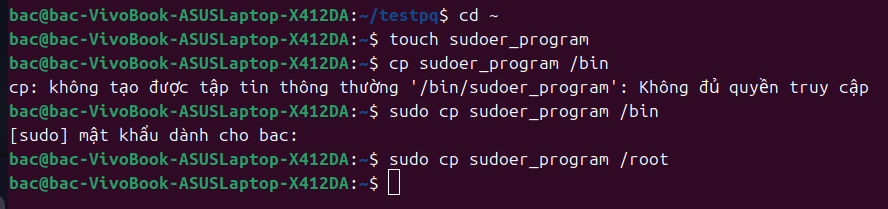 bac@bac-VivoBook-ASUSLaptop-X412DA:~/testpq$ cd ~
bac@bac-VivoBook-ASUSLaptop-X412DA:~$ touch sudoer_program
bac@bac-VivoBook-ASUSLaptop-X412DA:~$ cp sudoer_program /bin
cp: không tạo được tập tin thông thường '/bin/sudoer_program': Không đủ quyền truy cập
bac@bac-VivoBook-ASUSLaptop-X412DA:~$ sudo cp sudoer_program /bin
[sudo] mật khẩu dành cho bac:
bac@bac-VivoBook-ASUSLaptop-X412DA:~$ sudo cp sudoer_program /root
bac@bac-VivoBook-ASUSLaptop-X412DA:~$